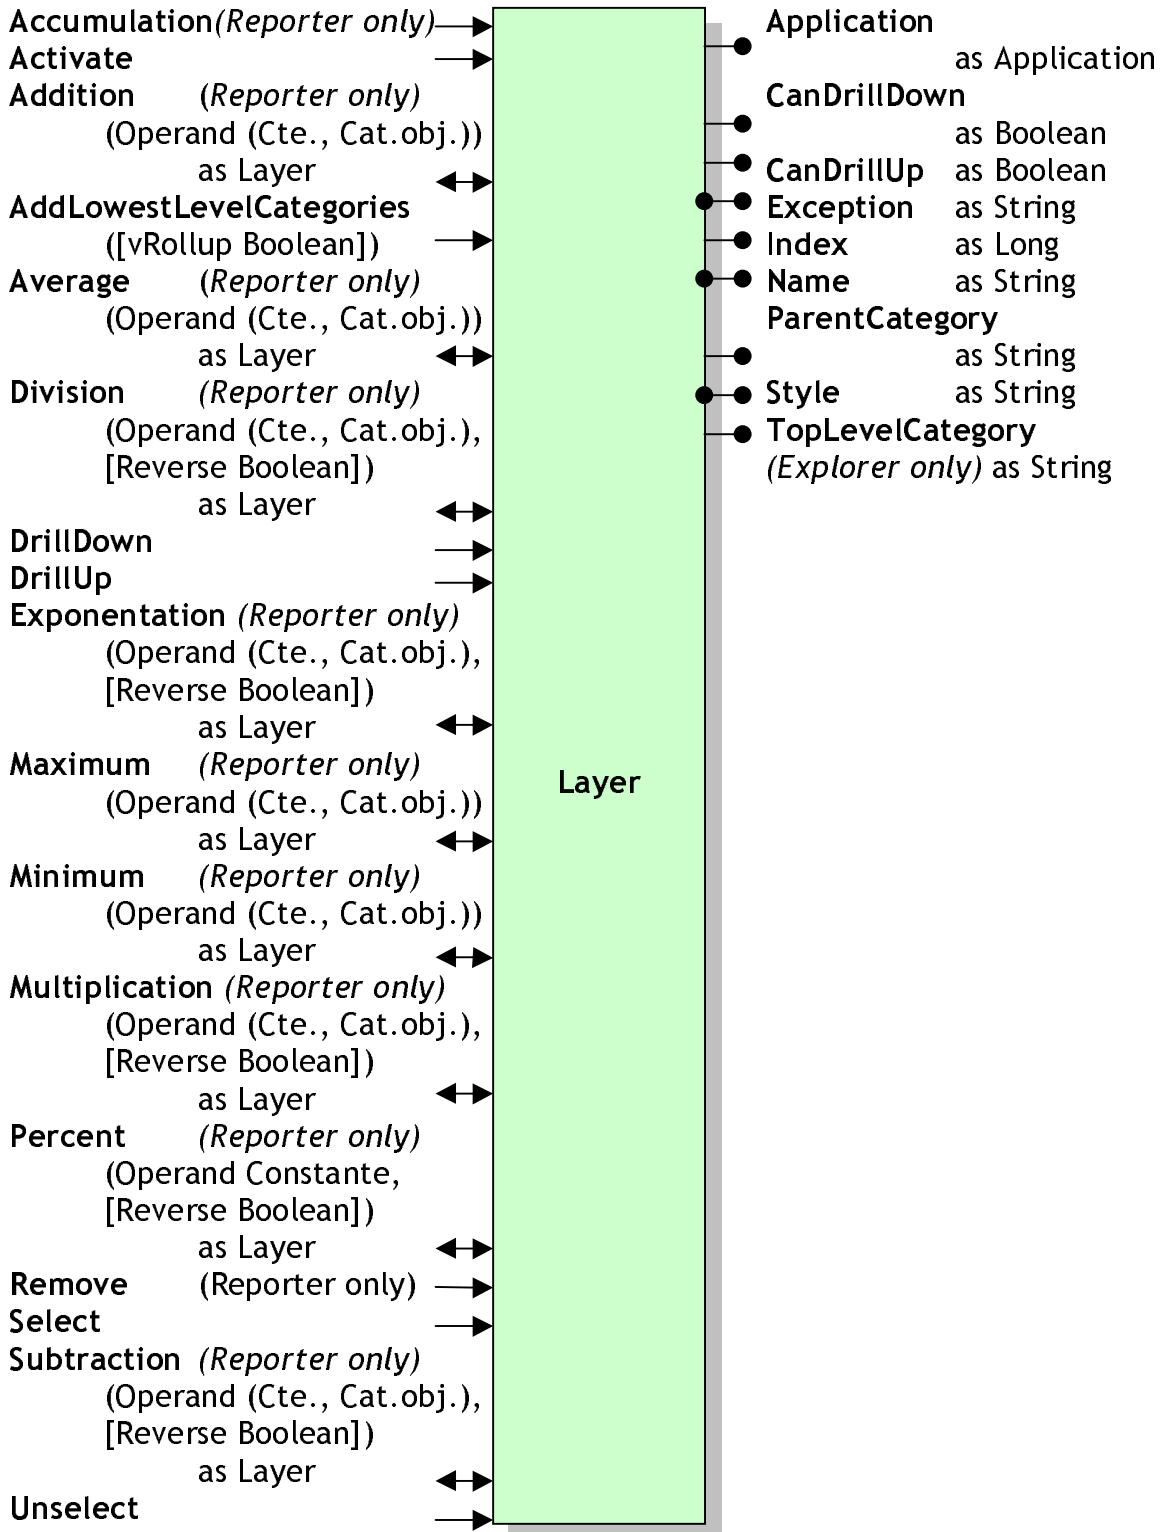 Accumulation(Reporter only)
Activate
Addition (Reporter only)
(Operand (Cte., Cat.obj.))
as Layer
AddLowestLevelCategories
([vRollup Boolean])
Average (Reporter only)
(Operand (Cte., Cat.obj.))
as Layer
Division (Reporter only)
(Operand (Cte., Cat.obj.),
[Reverse Boolean])
as Layer
DrillDown
DrillUp
Exponentation (Reporter only)
(Operand (Cte., Cat.obj.),
[Reverse Boolean])
as Layer
Maximum (Reporter only)
(Operand (Cte., Cat.obj.))
as Layer
Minimum (Reporter only)
(Operand (Cte., Cat.obj.))
as Layer
Multiplication (Reporter only)
(Operand (Cte., Cat.obj.),
[Reverse Boolean])
as Layer
Percent (Reporter only)
(Operand Constante,
[Reverse Boolean])
as Layer
Remove (Reporter only)
Select
Subtraction (Reporter only)
(Operand (Cte., Cat.obj.),
[Reverse Boolean])
as Layer
Unselect
Layer
Application
as Application
CanDrillDown
as Boolean
CanDrillUp as Boolean
Exception as String
Index as Long
Name as String
ParentCategory
as String
Style as String
TopLevelCategory
(Explorer only) as String